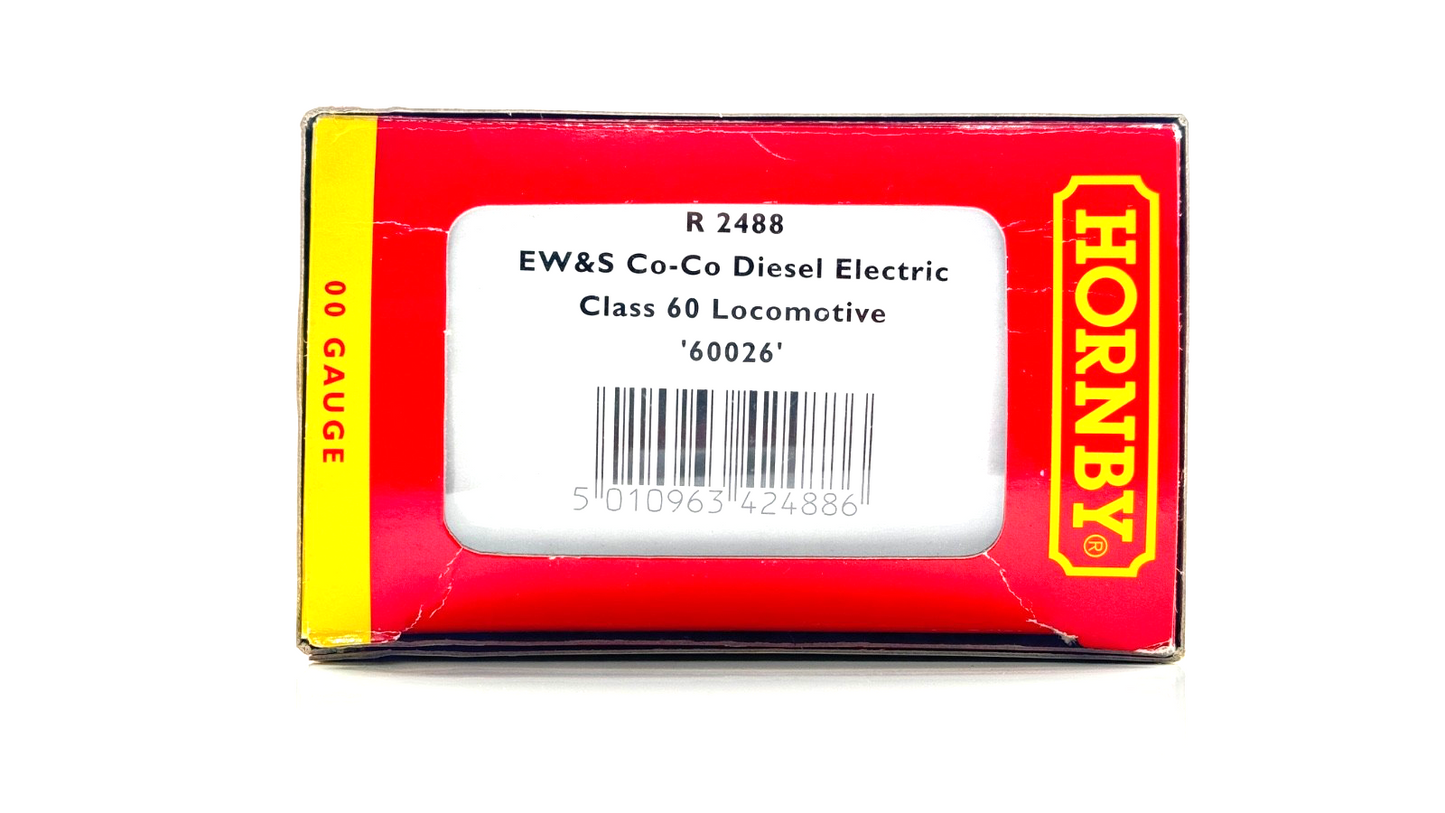 00 GAUGE
R 2488
EW&S Co-Co Diesel Electric
Class 60 Locomotive
'60026'
5 010963 424886
HORNBY®